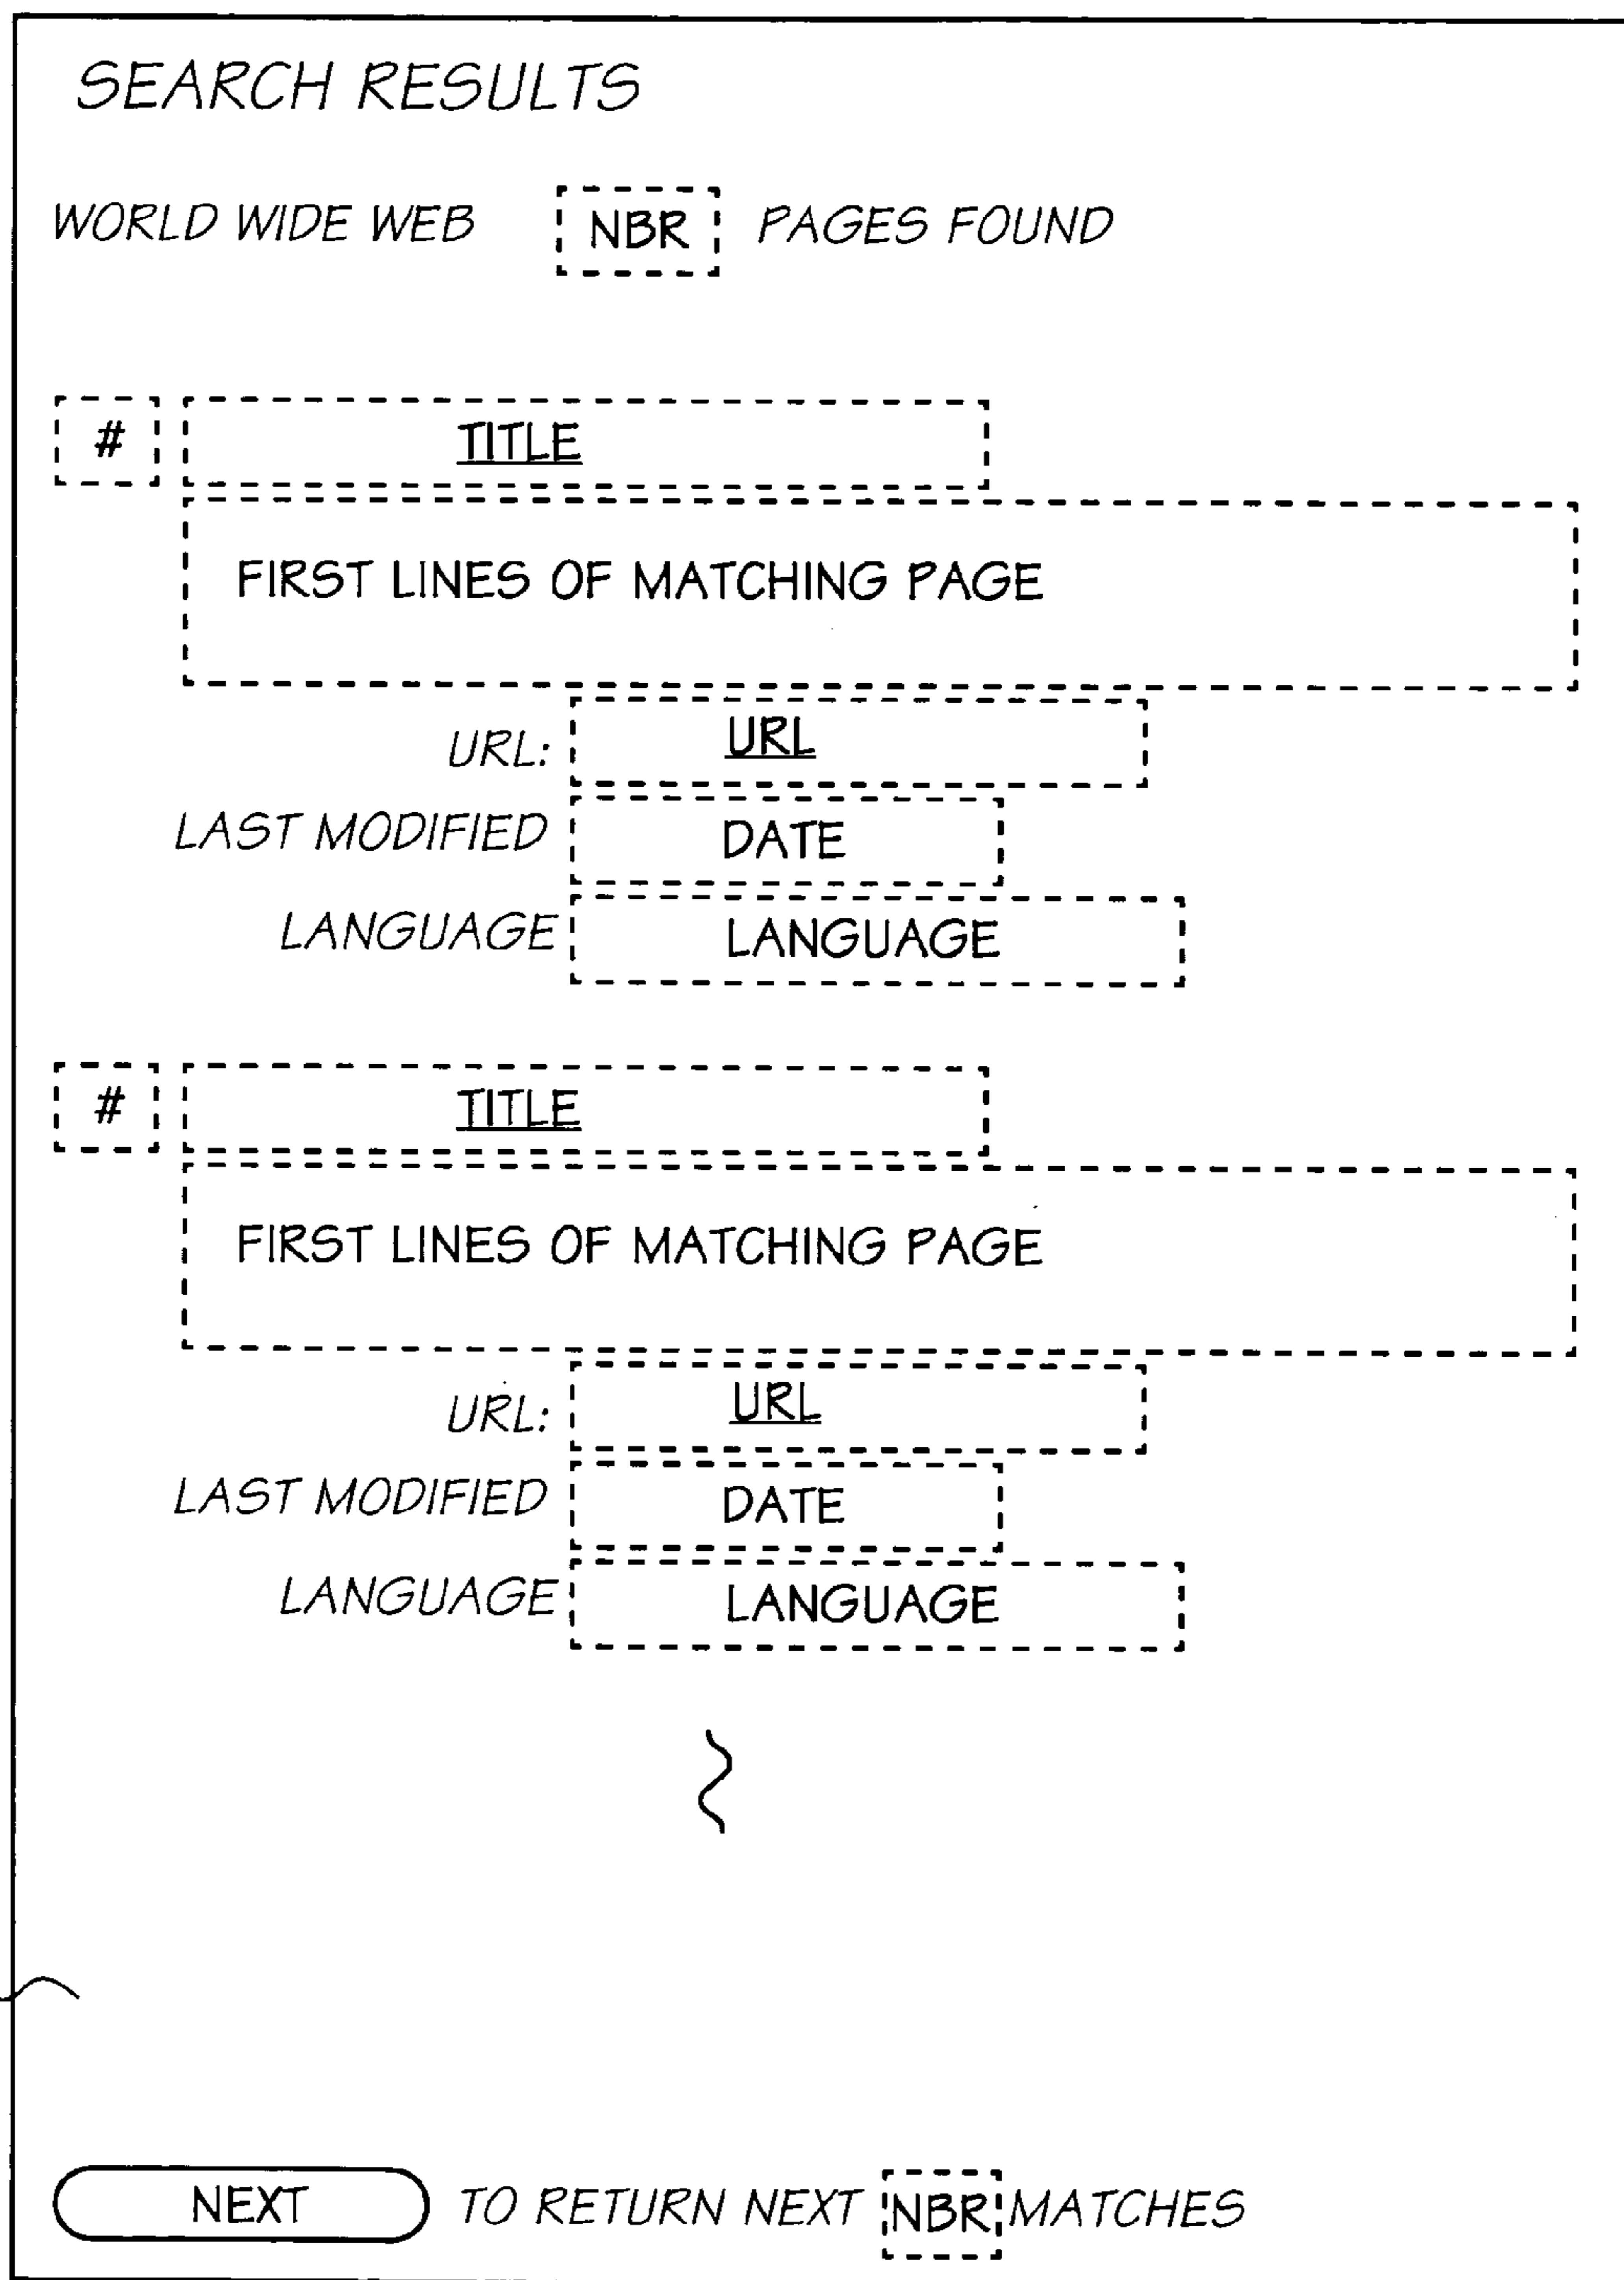 SEARCH RESULTS
WORLD WIDE WEB NBR PAGES FOUND
# TITLE
FIRST LINES OF MATCHING PAGE
URL: URL
LAST MODIFIED DATE
LANGUAGE LANGUAGE
# TITLE
FIRST LINES OF MATCHING PAGE
URL: URL
LAST MODIFIED DATE
LANGUAGE LANGUAGE
NEXT TO RETURN NEXT NBR MATCHES